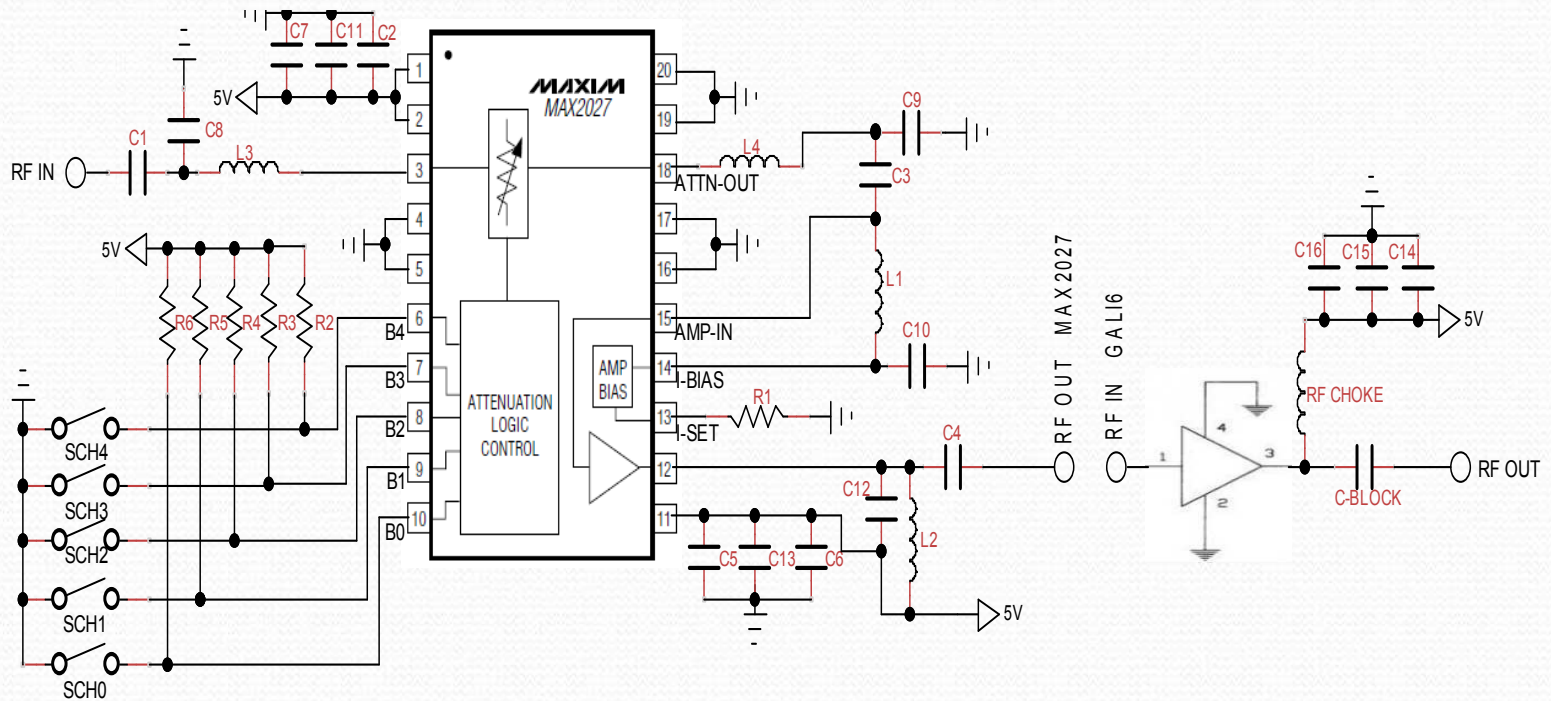 C7
C11
C2
5V
C1
C8
L3
RF IN
5V
R6
R5
R4
R3
R2
SCH4
SCH3
SCH2
SCH1
SCH0
B4
B3
B2
B1
B0
1
2
3
4
5
6
7
8
9
10
MAXIM
MAX2027
ATTENUATION
LOGIC
CONTROL
AMP
BIAS
20
19
18
17
16
15
14
13
12
11
ATTN-OUT
AMP-IN
I-BIAS
I-SET
L4
C9
C3
L1
C10
R1
C4
C12
L2
C5
C13
C6
5V
RF OUT MAX2027
RF IN GALI6
1
4
3
2
C16
C15
C14
5V
RF CHOKE
C-BLOCK
RF OUT